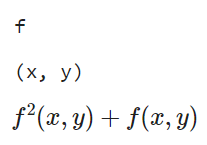 f
(x, y)
f²(x, y) + f(x, y)